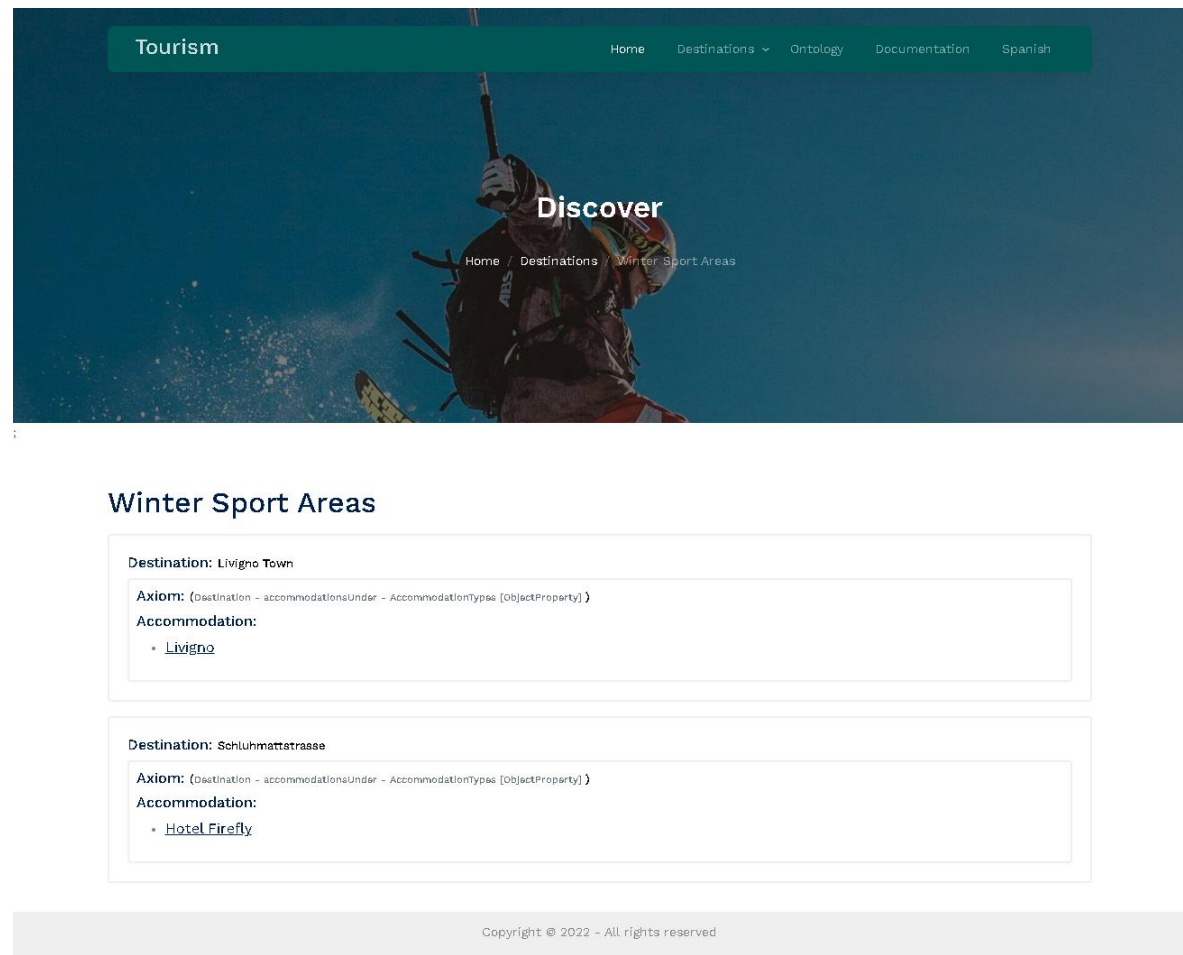 Tourism
Home Destinations Ontology Documentation Spanish
Discover
Home / Destinations / Winter Sport Areas
ABS
;
Winter Sport Areas
Destination: Livigno Town
Axiom: (Destination - accommodationsUnder - AccommodationTypes [ObjectProperty] )
Accommodation:
• Livigno
Destination: Schluhmattstrasse
Axiom: (Destination - accommodationsUnder - AccommodationTypes [ObjectProperty] )
Accommodation:
• Hotel Firefly
Copyright © 2022 - All rights reserved